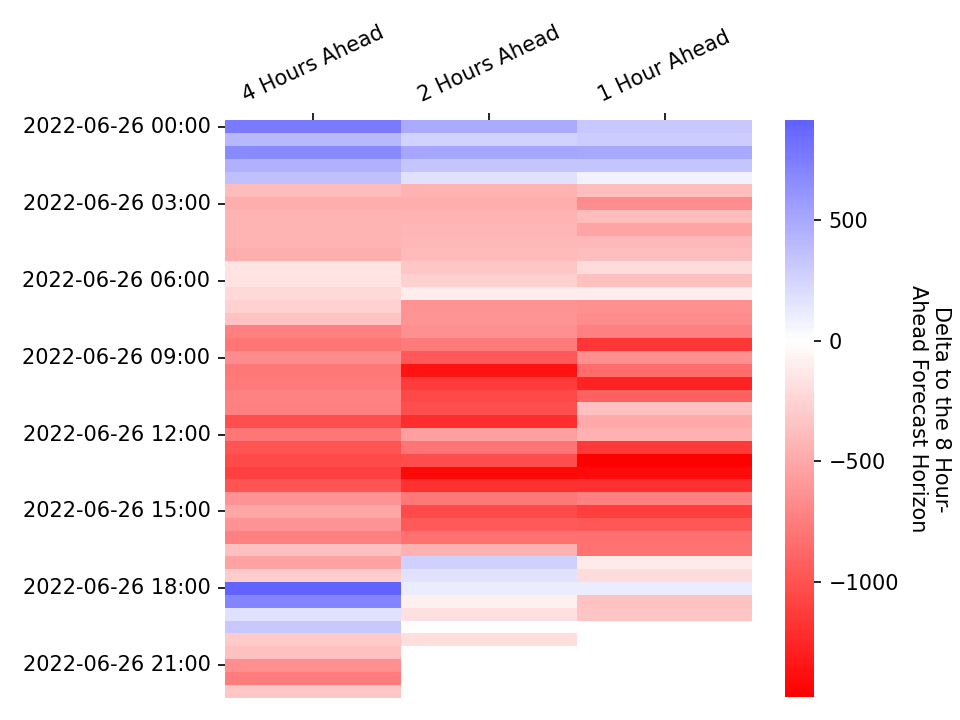 4 Hours Ahead
2 Hours Ahead
1 Hour Ahead
2022-06-26 00:00
2022-06-26 03:00
2022-06-26 06:00
2022-06-26 09:00
2022-06-26 12:00
2022-06-26 15:00
2022-06-26 18:00
2022-06-26 21:00
500
0
−500
−1000
Delta to the 8 Hour-
Ahead Forecast Horizon